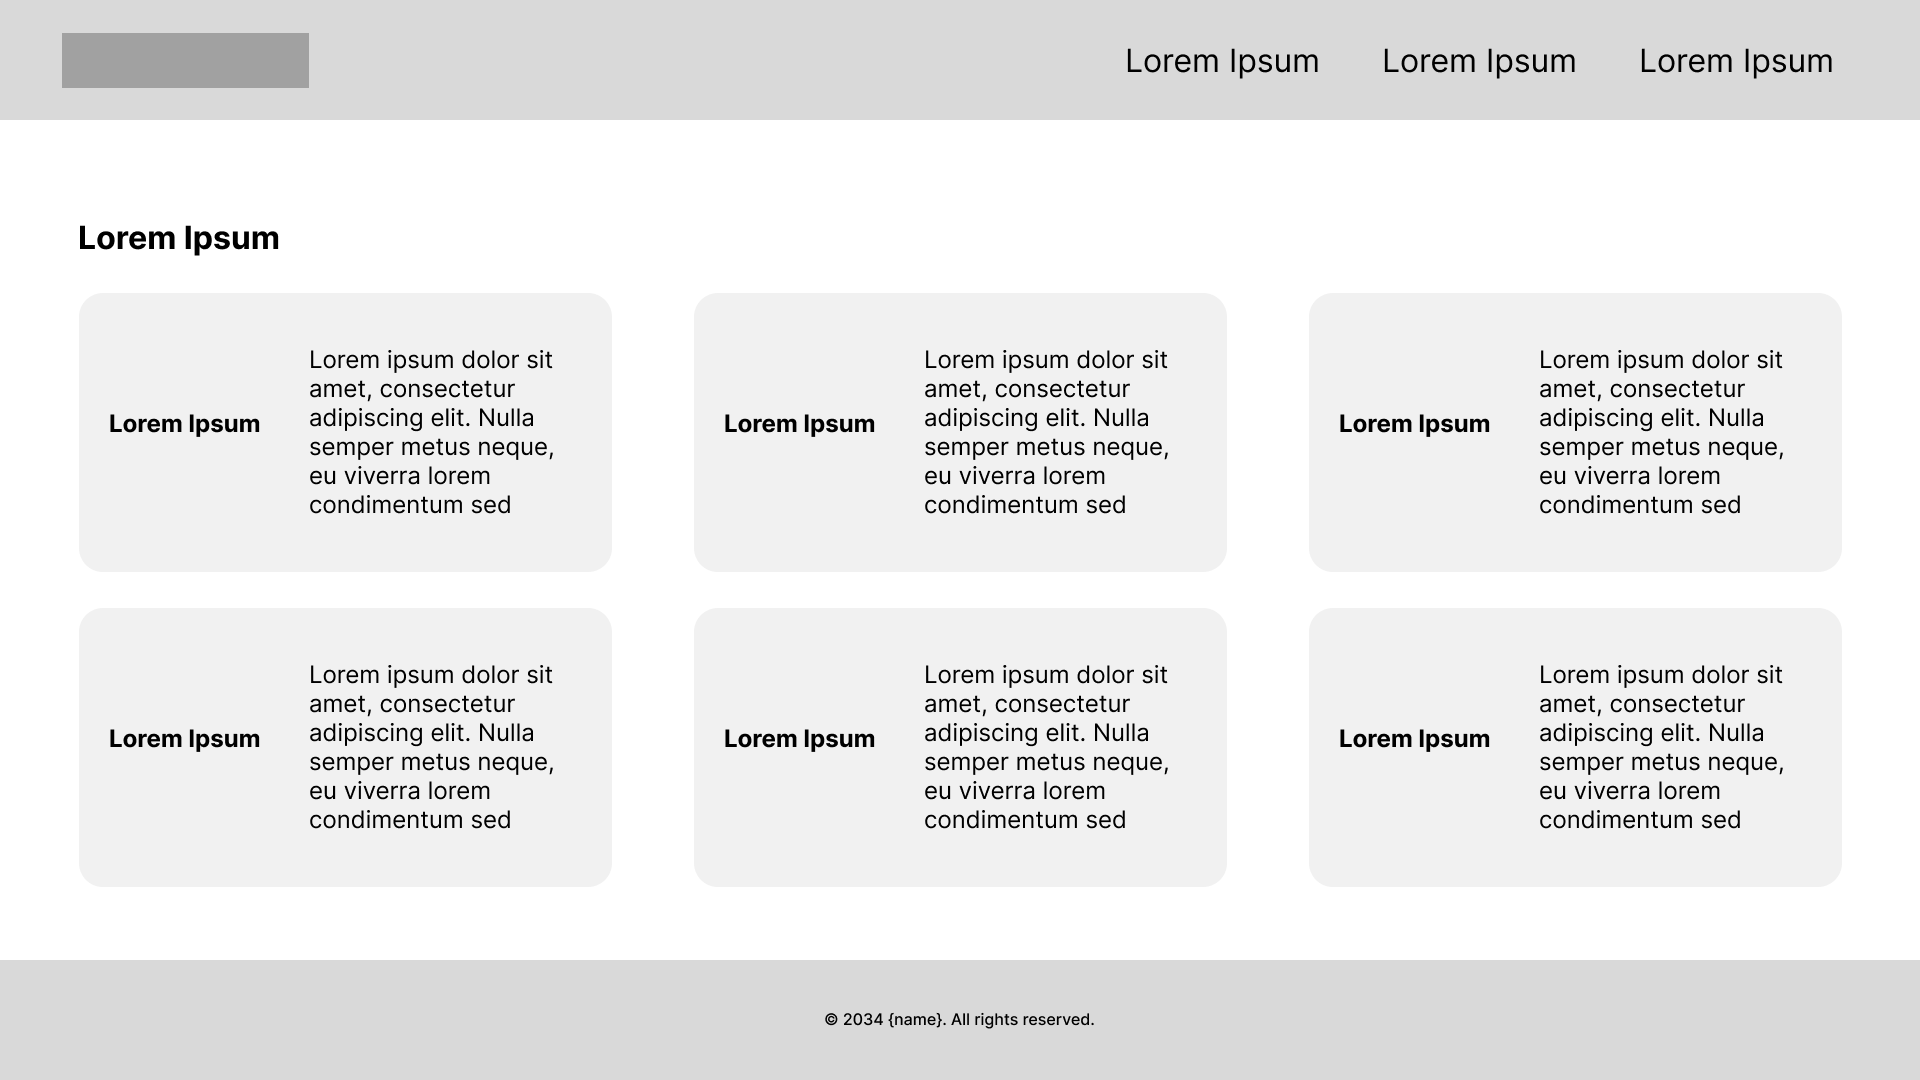 Lorem Ipsum
Lorem Ipsum
Lorem Ipsum
Lorem Ipsum
Lorem Ipsum
Lorem ipsum dolor sit
amet, consectetur
adipiscing elit. Nulla
semper metus neque,
eu viverra lorem
condimentum sed
Lorem Ipsum
Lorem ipsum dolor sit
amet, consectetur
adipiscing elit. Nulla
semper metus neque,
eu viverra lorem
condimentum sed
Lorem Ipsum
Lorem ipsum dolor sit
amet, consectetur
adipiscing elit. Nulla
semper metus neque,
eu viverra lorem
condimentum sed
Lorem Ipsum
Lorem ipsum dolor sit
amet, consectetur
adipiscing elit. Nulla
semper metus neque,
eu viverra lorem
condimentum sed
Lorem Ipsum
Lorem ipsum dolor sit
amet, consectetur
adipiscing elit. Nulla
semper metus neque,
eu viverra lorem
condimentum sed
Lorem Ipsum
Lorem ipsum dolor sit
amet, consectetur
adipiscing elit. Nulla
semper metus neque,
eu viverra lorem
condimentum sed
© 2034 {name}. All rights reserved.